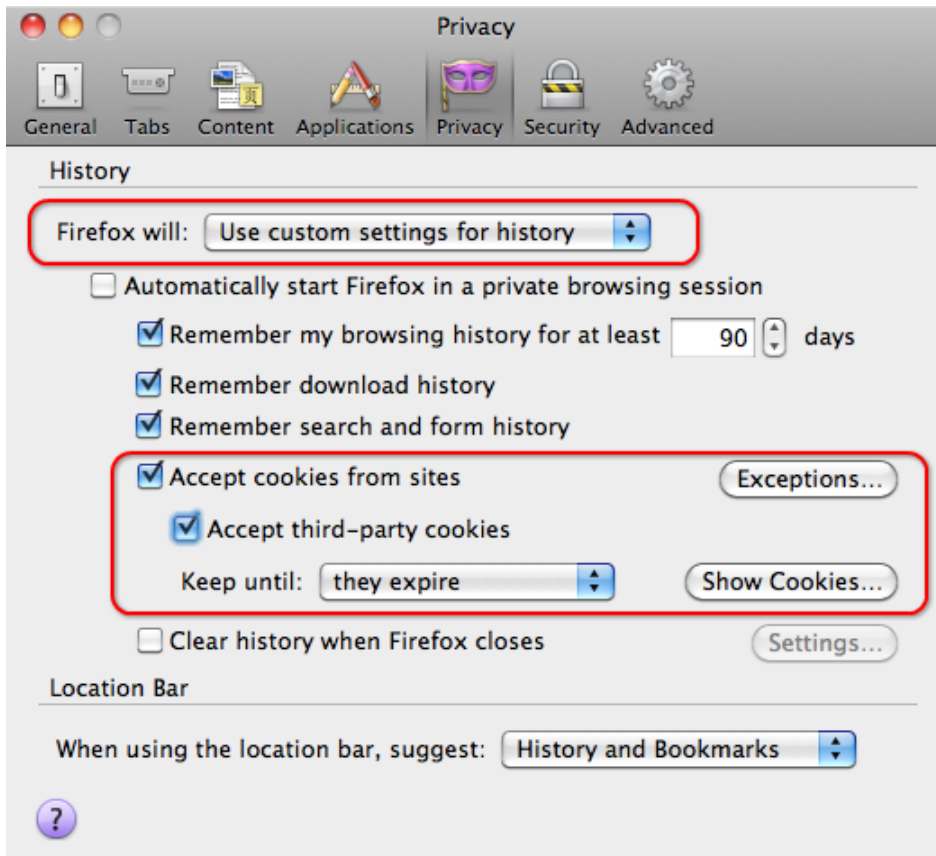 Privacy
General Tabs Content Applications Privacy Security Advanced
History
Firefox will: Use custom settings for history
Automatically start Firefox in a private browsing session
Remember my browsing history for at least 90 days
Remember download history
Remember search and form history
Accept cookies from sites Exceptions...
Accept third-party cookies
Keep until: they expire Show Cookies...
Clear history when Firefox closes Settings...
Location Bar
When using the location bar, suggest: History and Bookmarks
?